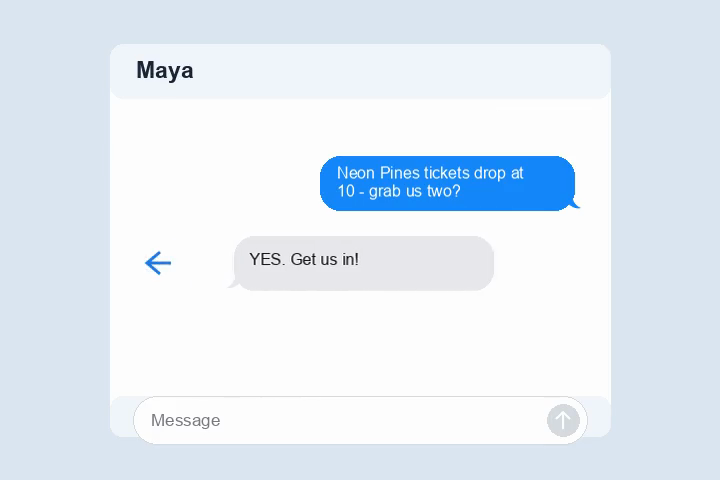 Maya
Neon Pines tickets drop at
10 - grab us two?
YES. Get us in!
Message